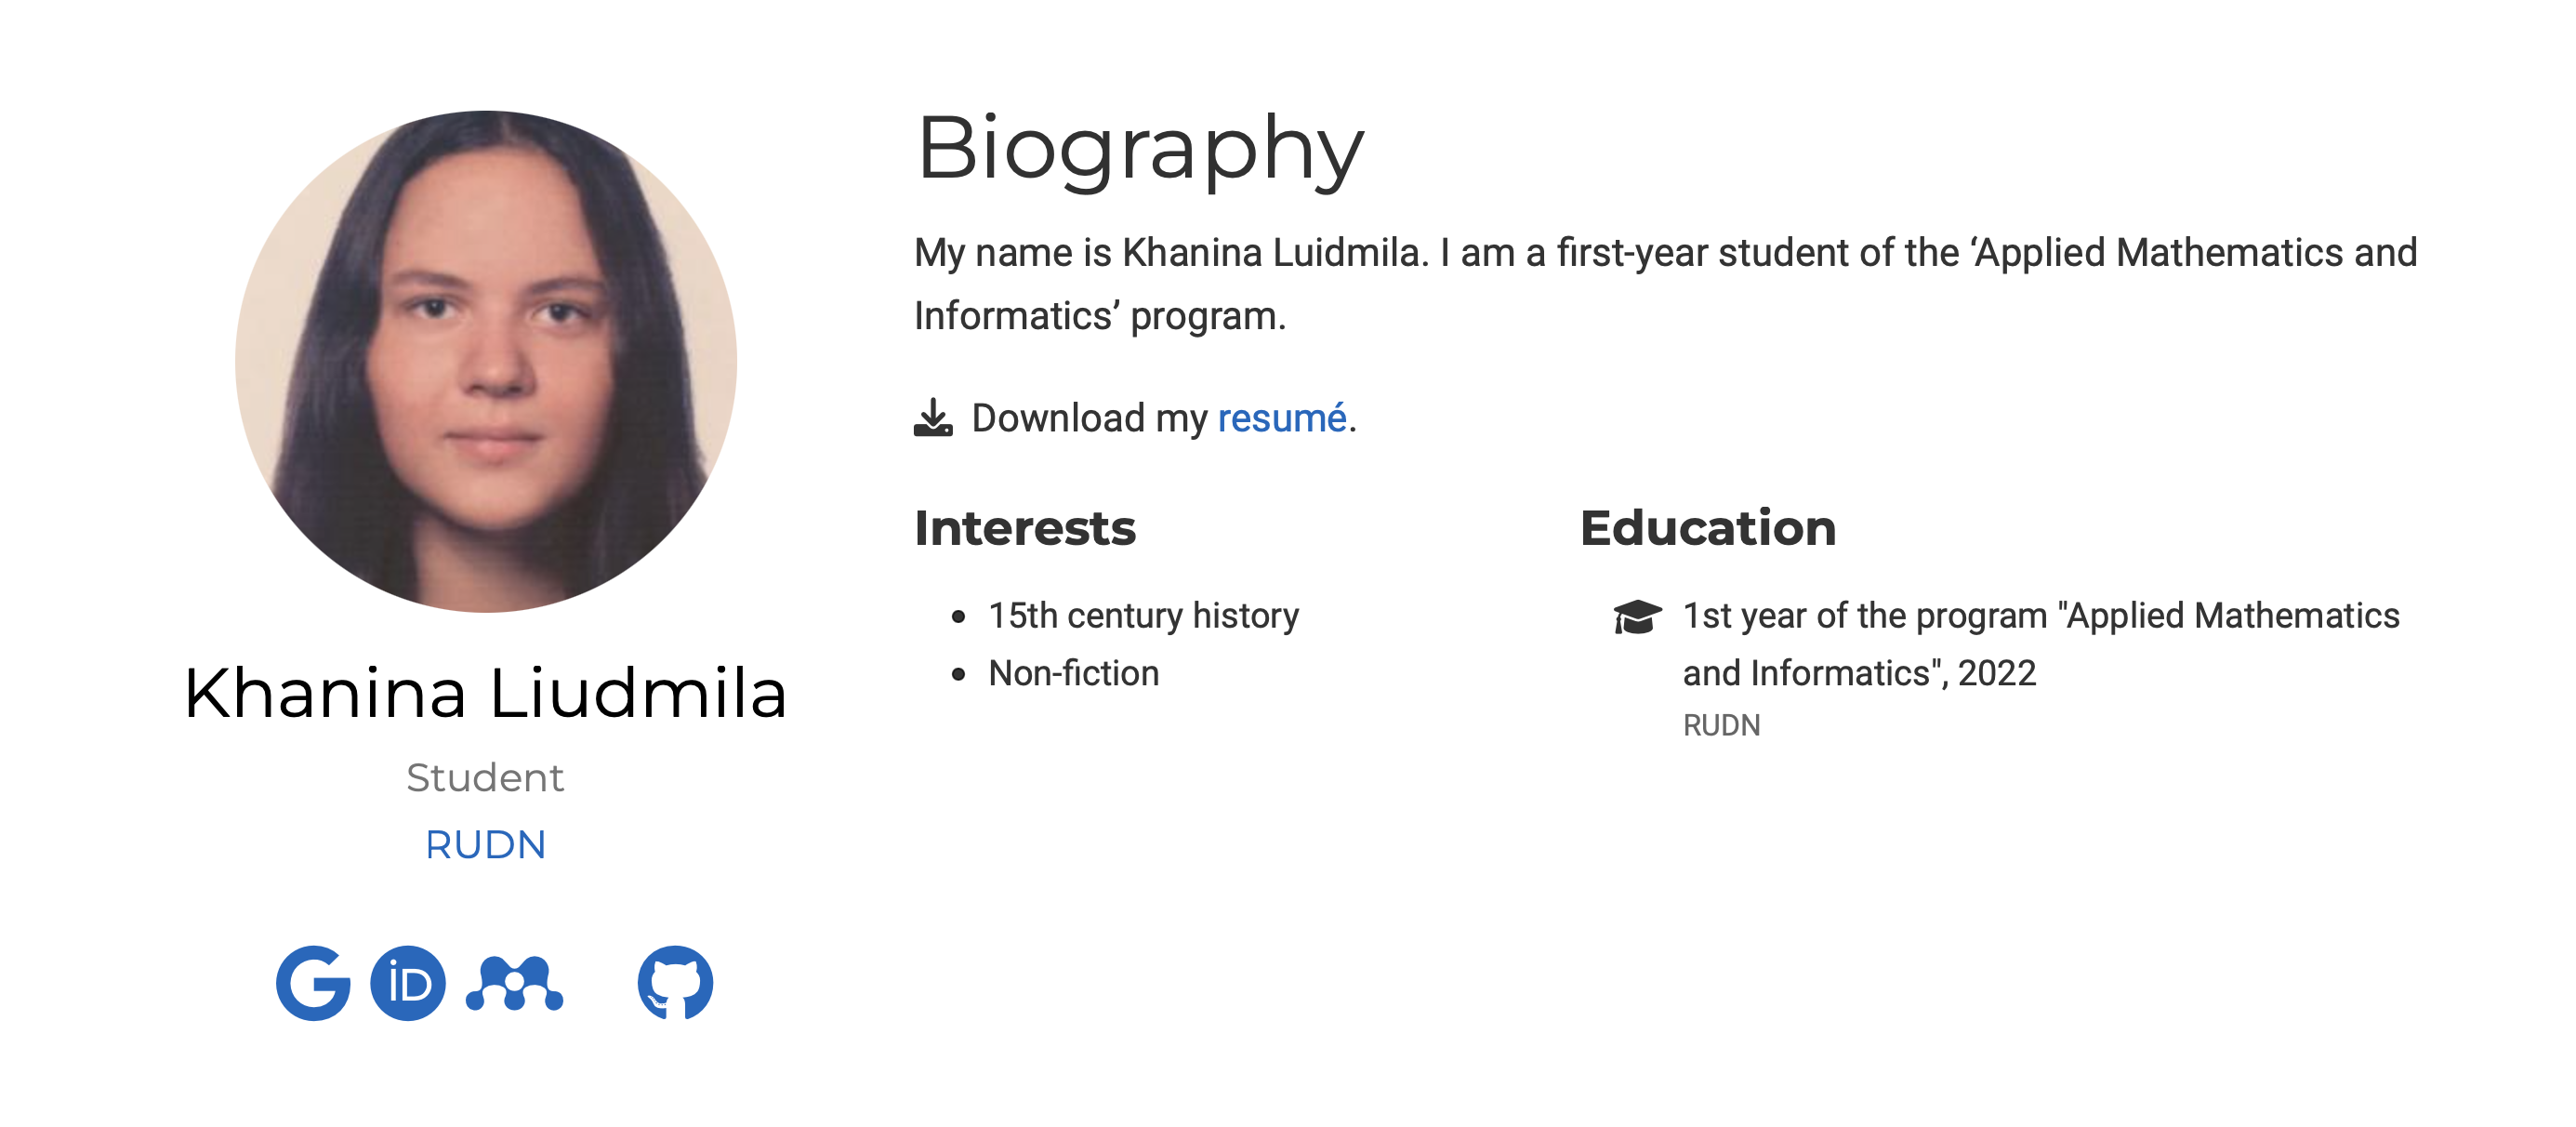 Khanina Liudmila
Student
RUDN
iD
Biography
My name is Khanina Luidmila. I am a first-year student of the ‘Applied Mathematics and
Informatics’ program.
Download my resumé.
Interests
15th century history
Non-fiction
Education
1st year of the program "Applied Mathematics
and Informatics", 2022
RUDN